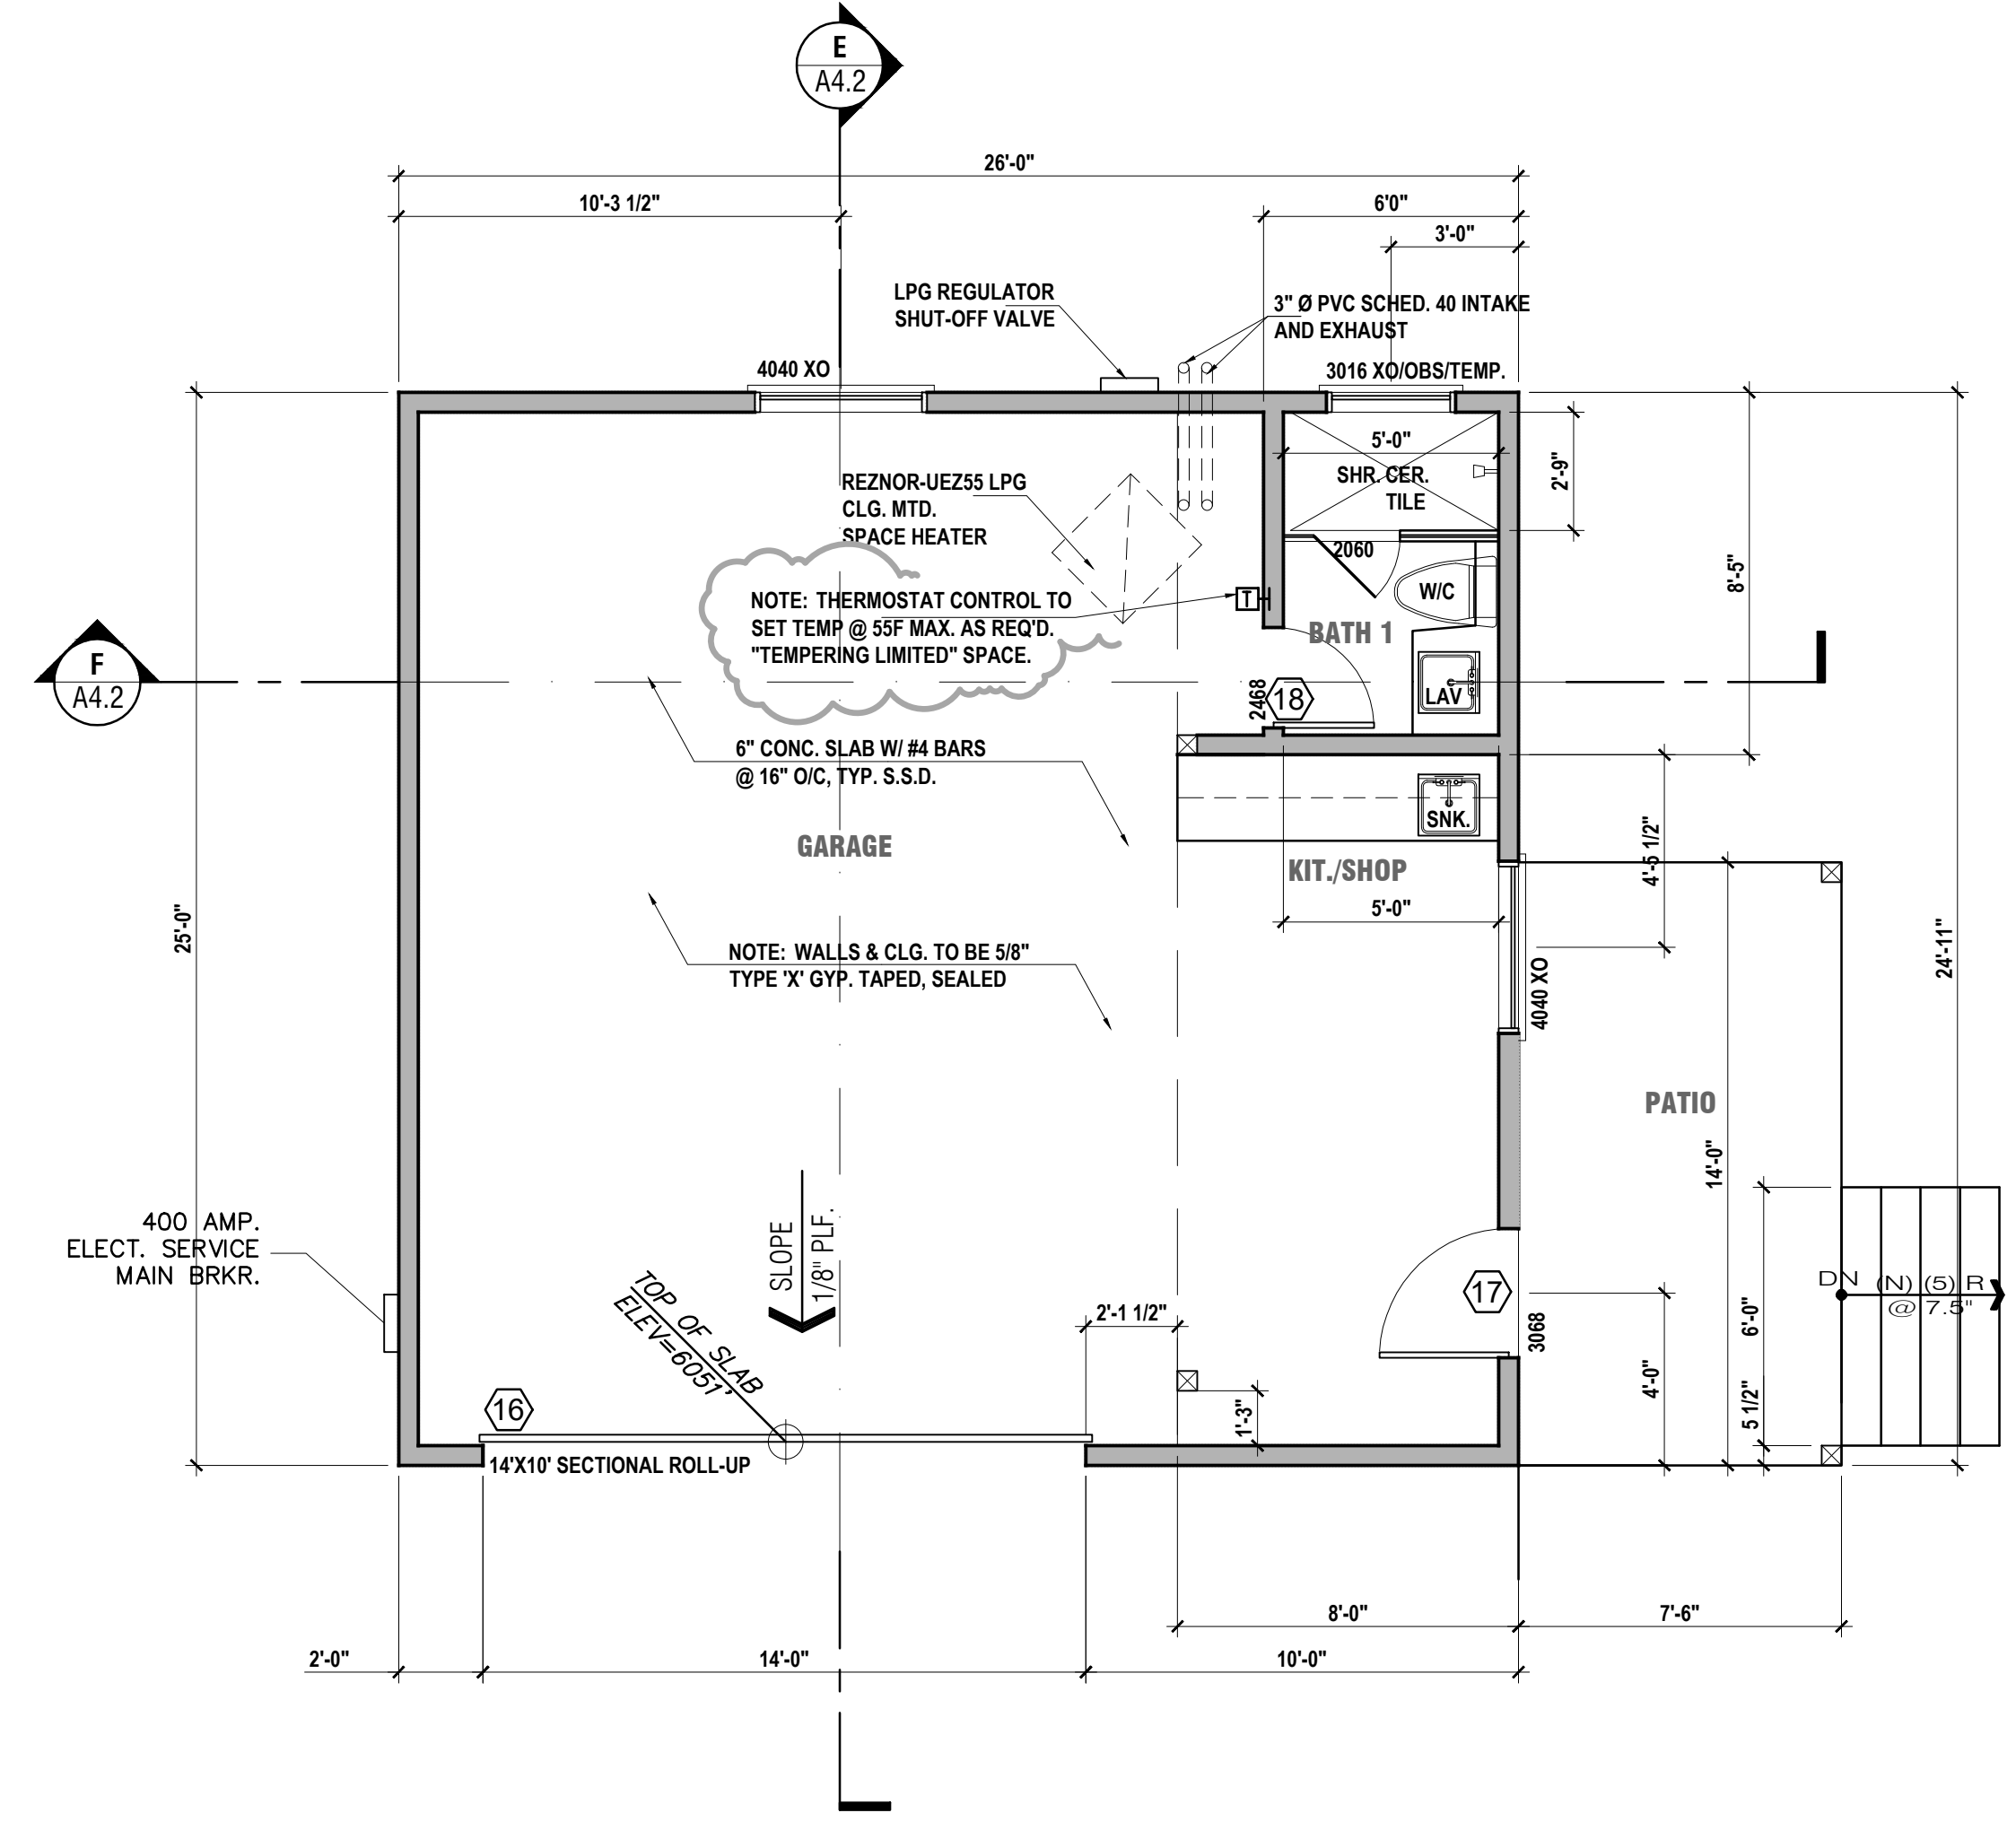 E
A4.2
26'-0"
10'-3 1/2"
6'0"
3'-0"
LPG REGULATOR
SHUT-OFF VALVE
3" Ø PVC SCHED. 40 INTAKE
AND EXHAUST
4040 XO
3016 XO/OBS/TEMP.
5'-0"
SHR. CER.
TILE
2'-9"
REZNOR-UEZ55 LPG
CLG. MTD.
SPACE HEATER
2060
W/C
8'-5"
NOTE: THERMOSTAT CONTROL TO
SET TEMP @ 55F MAX. AS REQ'D.
"TEMPERING LIMITED" SPACE.
T
BATH 1
F
A4.2
2468
18
LAV
6" CONC. SLAB W/ #4 BARS
@ 16" O/C, TYP. S.S.D.
SNK.
GARAGE
KIT./SHOP
4'-5 1/2"
5'-0"
25'-0"
24'-11"
NOTE: WALLS & CLG. TO BE 5/8"
TYPE 'X' GYP. TAPED, SEALED
4040 XO
PATIO
14'-0"
400 AMP.
ELECT. SERVICE
MAIN BRKR.
SLOPE
1/8" PLF.
TOP OF SLAB
ELEV=6051'
2'-1 1/2"
17
3068
DN (N) (5) R
@ 7.5"
6'-0"
4'-0"
5 1/2"
1'-3"
16
14'X10' SECTIONAL ROLL-UP
8'-0"
7'-6"
2'-0"
14'-0"
10'-0"